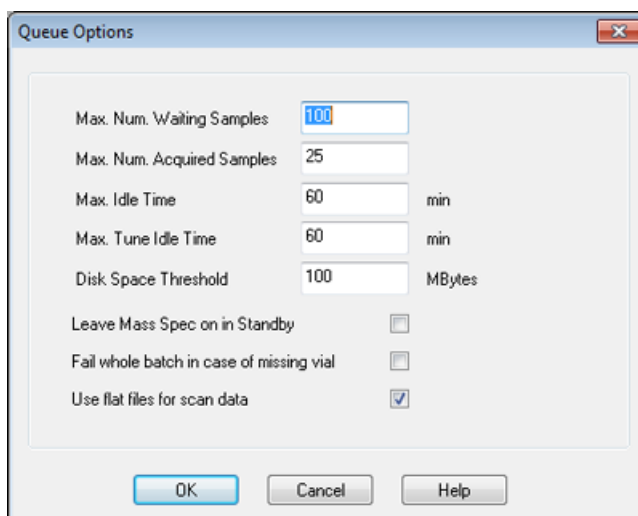 Queue Options
Max. Num. Waiting Samples 100
Max. Num. Acquired Samples 25
Max. Idle Time 60 min
Max. Tune Idle Time 60 min
Disk Space Threshold 100 MBytes
Leave Mass Spec on in Standby
Fail whole batch in case of missing vial
Use flat files for scan data
OK Cancel Help